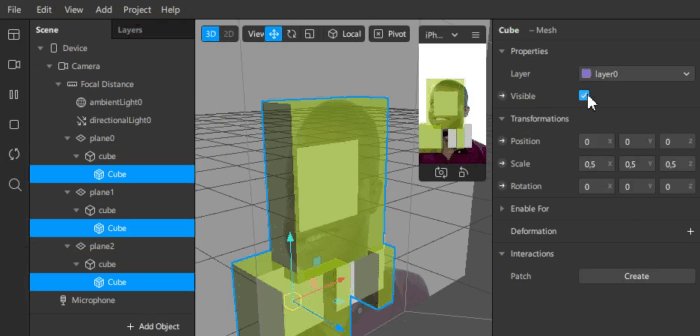 File Edit View Add Project Help
Scene Layers
Device
Camera
Focal Distance
ambientLight0
directionalLight0
plane0
cube
Cube
plane1
cube
Cube
plane2
cube
Cube
Microphone
+ Add Object
3D 2D View Local Pivot
iPh...
Cube – Mesh
Properties
Layer layer0
Visible
Transformations
Position 0 X 0 Y 0 Z
Scale 0,5 X 0,5 Y 0,5 Z
Rotation 0 X 0 Y 0 Z
Enable For
Deformation +
Interactions
Patch Create